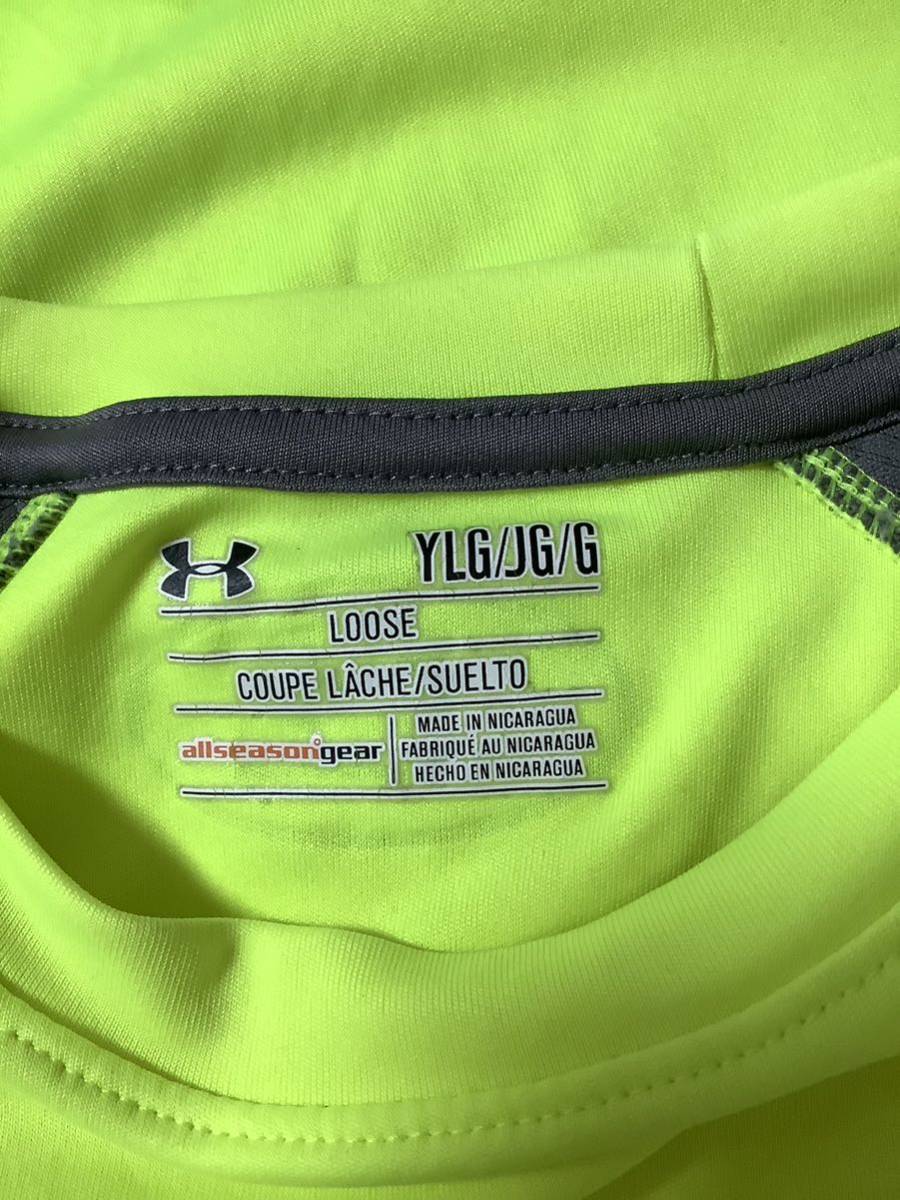 YLG/JG/G
LOOSE
COUPE LÂCHE/SUELTO
allseasongear
MADE IN NICARAGUA
FABRIQUÉ AU NICARAGUA
HECHO EN NICARAGUA